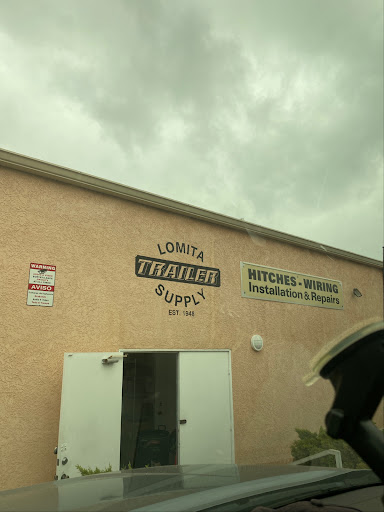 LOMITA
TRAILER
SUPPLY
EST. 1948
HITCHES - WIRING
Installation & Repairs
WARNING
AVISO